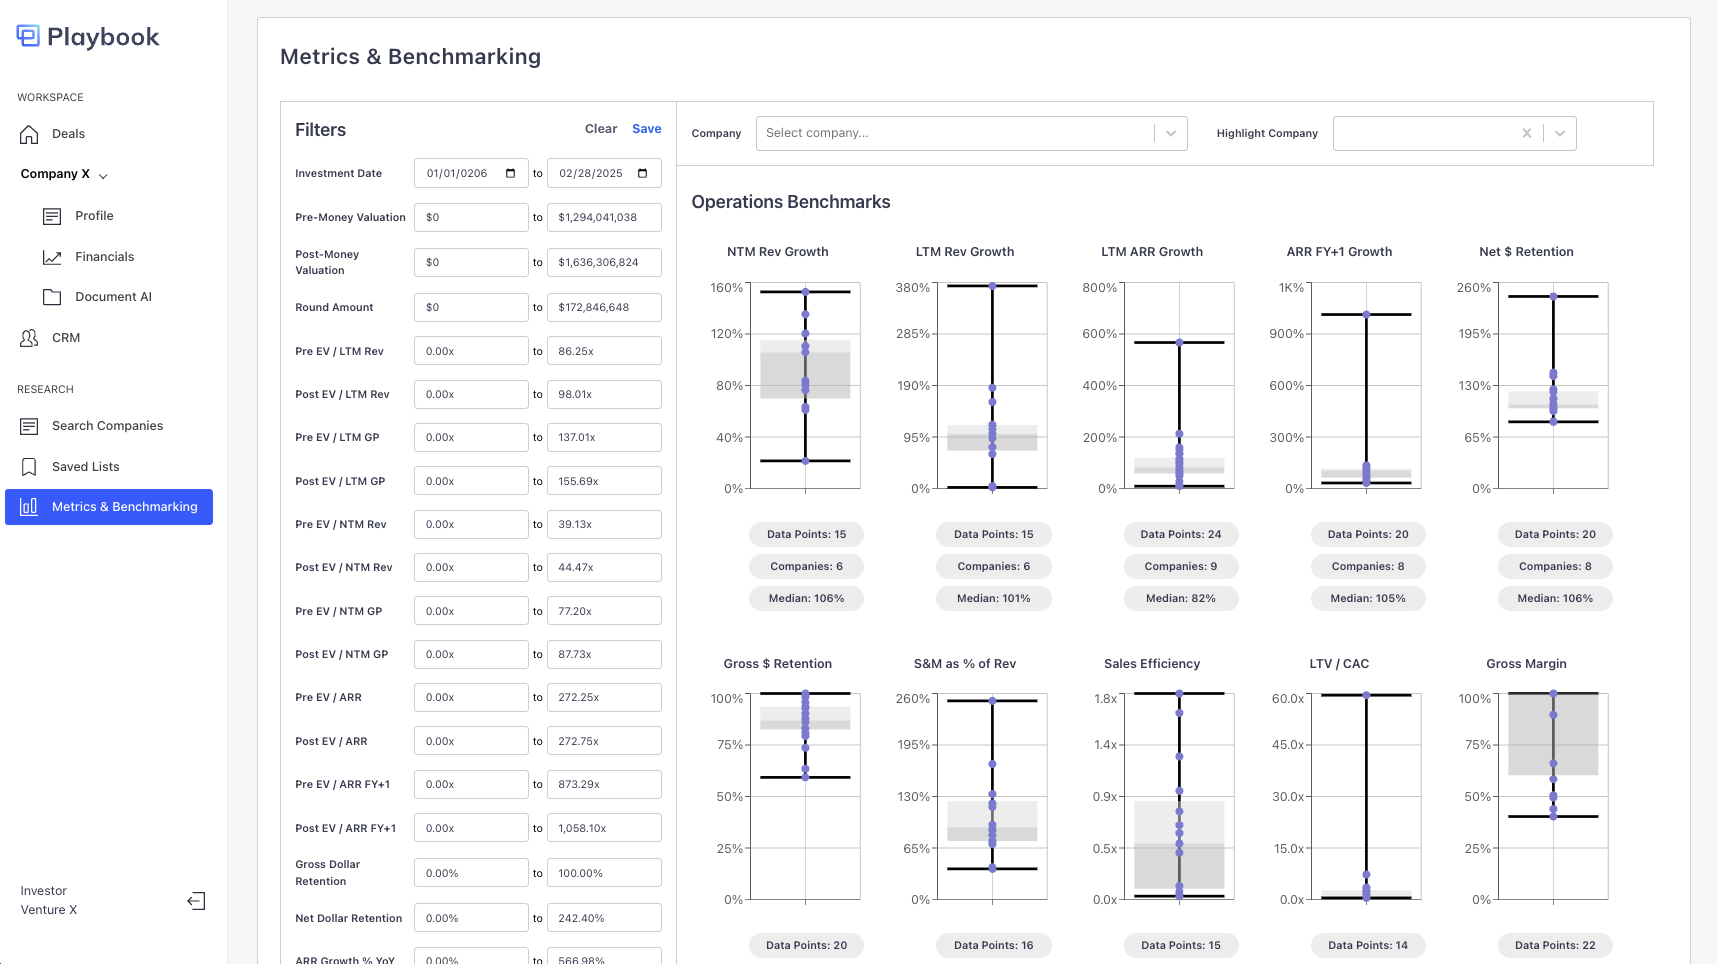 Playbook
WORKSPACE
Deals
Company X
Profile
Financials
Document AI
CRM
RESEARCH
Search Companies
Saved Lists
Metrics & Benchmarking
Investor
Venture X
Metrics & Benchmarking
Filters Clear Save
Investment Date 01/01/0206 to 02/28/2025
Pre-Money Valuation $0 to $1,294,041,038
Post-Money
Valuation $0 to $1,636,306,824
Round Amount $0 to $172,846,648
Pre EV / LTM Rev 0.00x to 86.25x
Post EV / LTM Rev 0.00x to 98.01x
Pre EV / LTM GP 0.00x to 137.01x
Post EV / LTM GP 0.00x to 155.69x
Pre EV / NTM Rev 0.00x to 39.13x
Post EV / NTM Rev 0.00x to 44.47x
Pre EV / NTM GP 0.00x to 77.20x
Post EV / NTM GP 0.00x to 87.73x
Pre EV / ARR 0.00x to 272.25x
Post EV / ARR 0.00x to 272.75x
Pre EV / ARR FY+1 0.00x to 873.29x
Post EV / ARR FY+1 0.00x to 1,058.10x
Gross Dollar
Retention 0.00% to 100.00%
Net Dollar Retention 0.00% to 242.40%
ARR Growth % YoY 0.00% to 566.98%
Company Select company... Highlight Company
Operations Benchmarks
NTM Rev Growth LTM Rev Growth LTM ARR Growth ARR FY+1 Growth Net $ Retention
160% 380% 800% 1K% 260%
120% 285% 600% 900% 195%
80% 190% 400% 600% 130%
40% 95% 200% 300% 65%
0% 0% 0% 0% 0%
Data Points: 15 Data Points: 15 Data Points: 24 Data Points: 20 Data Points: 20
Companies: 6 Companies: 6 Companies: 9 Companies: 8 Companies: 8
Median: 106% Median: 101% Median: 82% Median: 105% Median: 106%
Gross $ Retention S&M as % of Rev Sales Efficiency LTV / CAC Gross Margin
100% 260% 1.8x 60.0x 100%
75% 195% 1.4x 45.0x 75%
50% 130% 0.9x 30.0x 50%
25% 65% 0.5x 15.0x 25%
0% 0% 0.0x 0.0x 0%
Data Points: 20 Data Points: 16 Data Points: 15 Data Points: 14 Data Points: 22